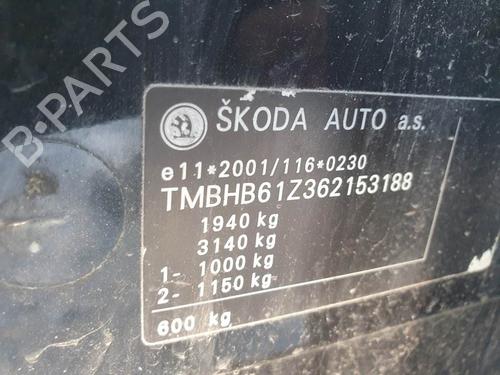 B-PARTS
ŠKODA AUTO a.s.
e11*2001/116*0230
TMBHB61Z362153188
1940 kg
3140 kg
1- 1000 kg
2- 1150 kg
600 kg